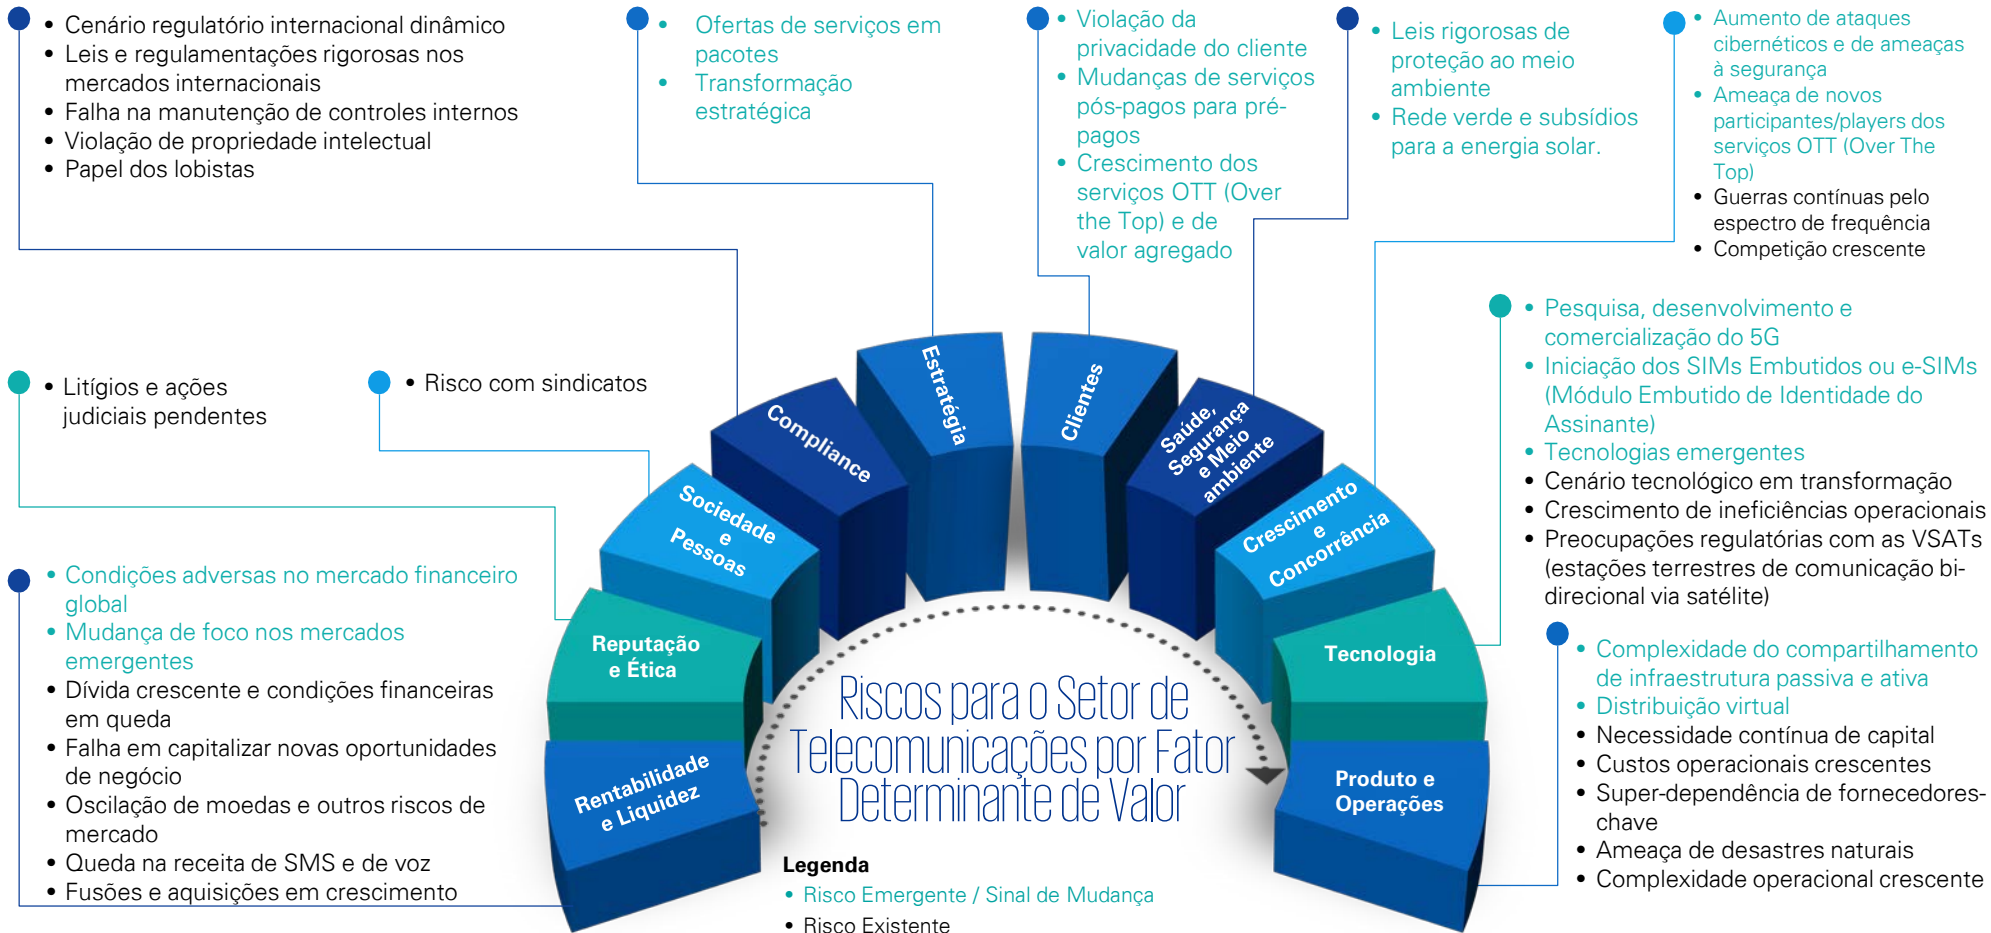 • Cenário regulatório internacional dinâmico
• Leis e regulamentações rigorosas nos
mercados internacionais
• Falha na manutenção de controles internos
• Violação de propriedade intelectual
• Papel dos lobistas
• Ofertas de serviços em
pacotes
• Transformação
estratégica
• Violação da
privacidade do cliente
• Mudanças de serviços
pós-pagos para pré-
pagos
• Crescimento dos
serviços OTT (Over
the Top) e de
valor agregado
• Leis rigorosas de
proteção ao meio
ambiente
• Rede verde e subsídios
para a energia solar.
• Aumento de ataques
cibernéticos e de ameaças
à segurança
• Ameaça de novos
participantes/players dos
serviços OTT (Over The
Top)
• Guerras contínuas pelo
espectro de frequência
• Competição crescente
• Litígios e ações
judiciais pendentes
• Risco com sindicatos
• Pesquisa, desenvolvimento e
comercialização do 5G
• Iniciação dos SIMs Embutidos ou e-SIMs
(Módulo Embutido de Identidade do
Assinante)
• Tecnologias emergentes
• Cenário tecnológico em transformação
• Crescimento de ineficiências operacionais
• Preocupações regulatórias com as VSATs
(estações terrestres de comunicação bi-
direcional via satélite)
• Condições adversas no mercado financeiro
global
• Mudança de foco nos mercados
emergentes
• Dívida crescente e condições financeiras
em queda
• Falha em capitalizar novas oportunidades
de negócio
• Oscilação de moedas e outros riscos de
mercado
• Queda na receita de SMS e de voz
• Fusões e aquisições em crescimento
• Complexidade do compartilhamento
de infraestrutura passiva e ativa
• Distribuição virtual
• Necessidade contínua de capital
• Custos operacionais crescentes
• Super-dependência de fornecedores-
chave
• Ameaça de desastres naturais
• Complexidade operacional crescente
Rentabilidade
e Liquidez
Reputação
e Ética
Sociedade
e
Pessoas
Compliance
Estratégia
Clientes
Saúde,
Segurança
e Meio
ambiente
Crescimento
e
Concorrência
Tecnologia
Produto e
Operações
Riscos para o Setor de
Telecomunicações por Fator
Determinante de Valor
Legenda
• Risco Emergente / Sinal de Mudança
• Risco Existente